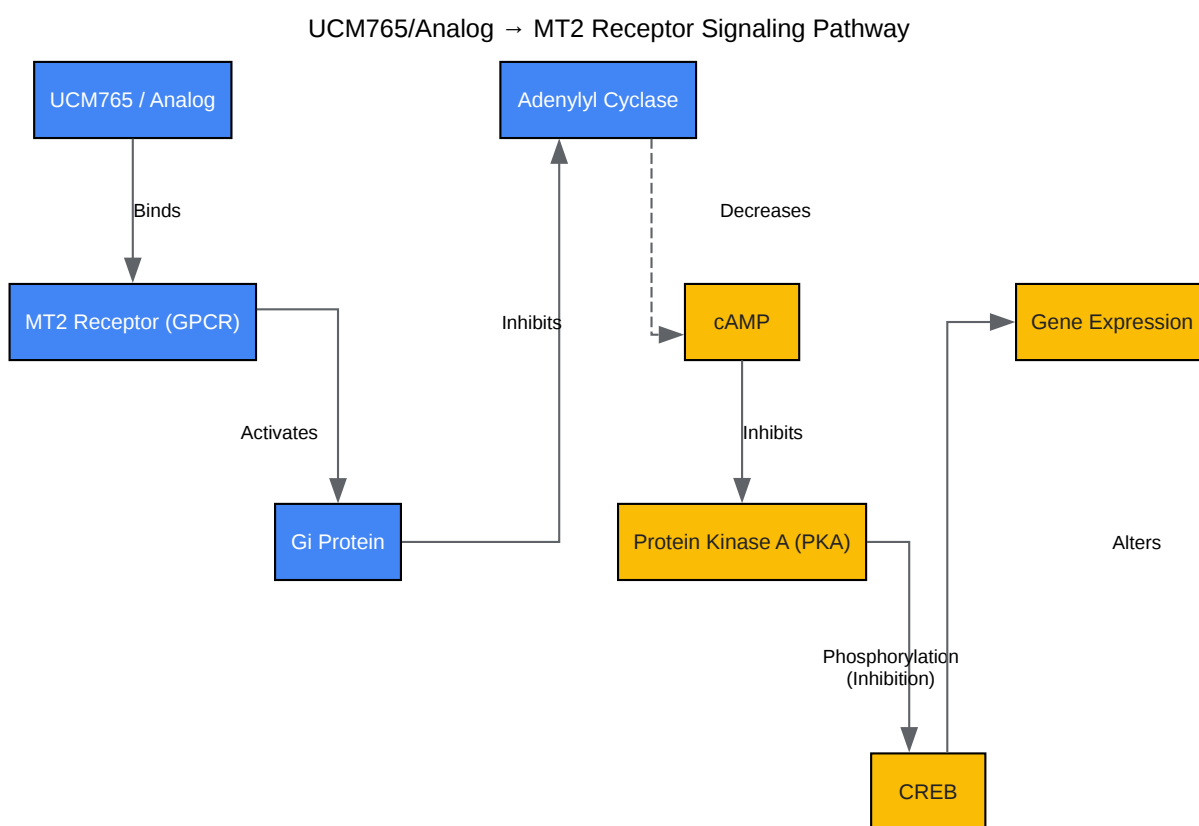 UCM765/Analog → MT2 Receptor Signaling Pathway
UCM765 / Analog
Adenylyl Cyclase
Binds
Decreases
MT2 Receptor (GPCR)
Inhibits
cAMP
Gene Expression
Activates
Inhibits
Gi Protein
Protein Kinase A (PKA)
Alters
Phosphorylation
(Inhibition)
CREB